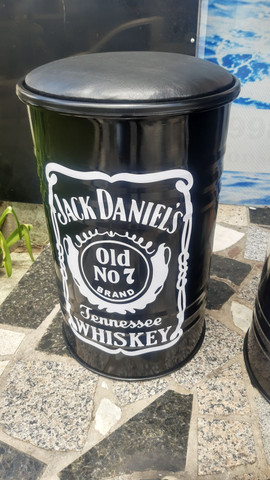 JACK DANIEL'S
Old
No 7
BRAND
Tennessee
WHISKEY